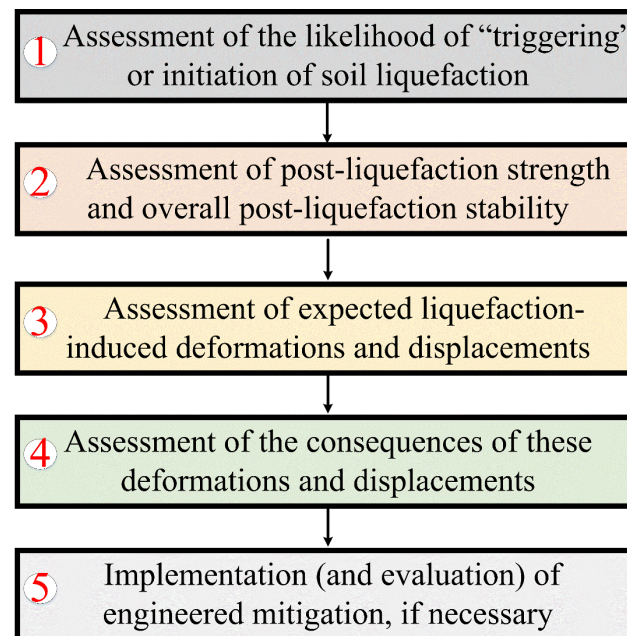 1 Assessment of the likelihood of “triggering”
or initiation of soil liquefaction
2 Assessment of post-liquefaction strength
and overall post-liquefaction stability
3 Assessment of expected liquefaction-
induced deformations and displacements
4 Assessment of the consequences of these
deformations and displacements
5 Implementation (and evaluation) of
engineered mitigation, if necessary